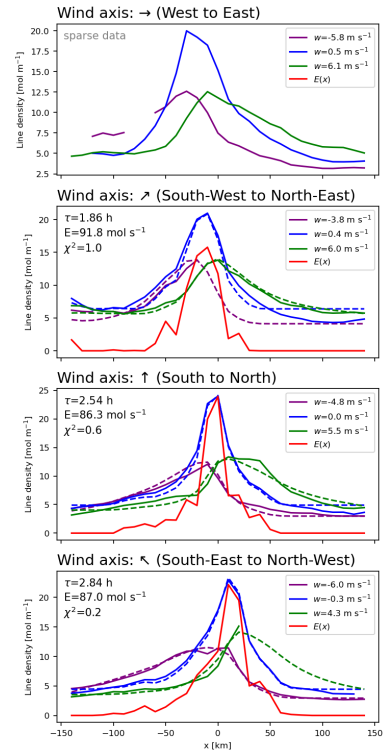 Wind axis: → (West to East)
sparse data
w=-5.8 m s⁻¹
w=0.5 m s⁻¹
w=6.1 m s⁻¹
E(x)
Line density [mol m⁻¹]
20.0
17.5
15.0
12.5
10.0
7.5
5.0
2.5
Wind axis: ↗ (South-West to North-East)
τ=1.86 h
E=91.8 mol s⁻¹
χ²=1.0
w=-3.8 m s⁻¹
w=0.4 m s⁻¹
w=6.0 m s⁻¹
E(x)
Line density [mol m⁻¹]
20
15
10
5
0
Wind axis: ↑ (South to North)
τ=2.54 h
E=86.3 mol s⁻¹
χ²=0.6
w=-4.8 m s⁻¹
w=0.0 m s⁻¹
w=5.5 m s⁻¹
E(x)
Line density [mol m⁻¹]
25
20
15
10
5
0
Wind axis: ↖ (South-East to North-West)
τ=2.84 h
E=87.0 mol s⁻¹
χ²=0.2
w=-6.0 m s⁻¹
w=-0.3 m s⁻¹
w=4.3 m s⁻¹
E(x)
Line density [mol m⁻¹]
20
15
10
5
0
−150 −100 −50 0 50 100 150
x [km]